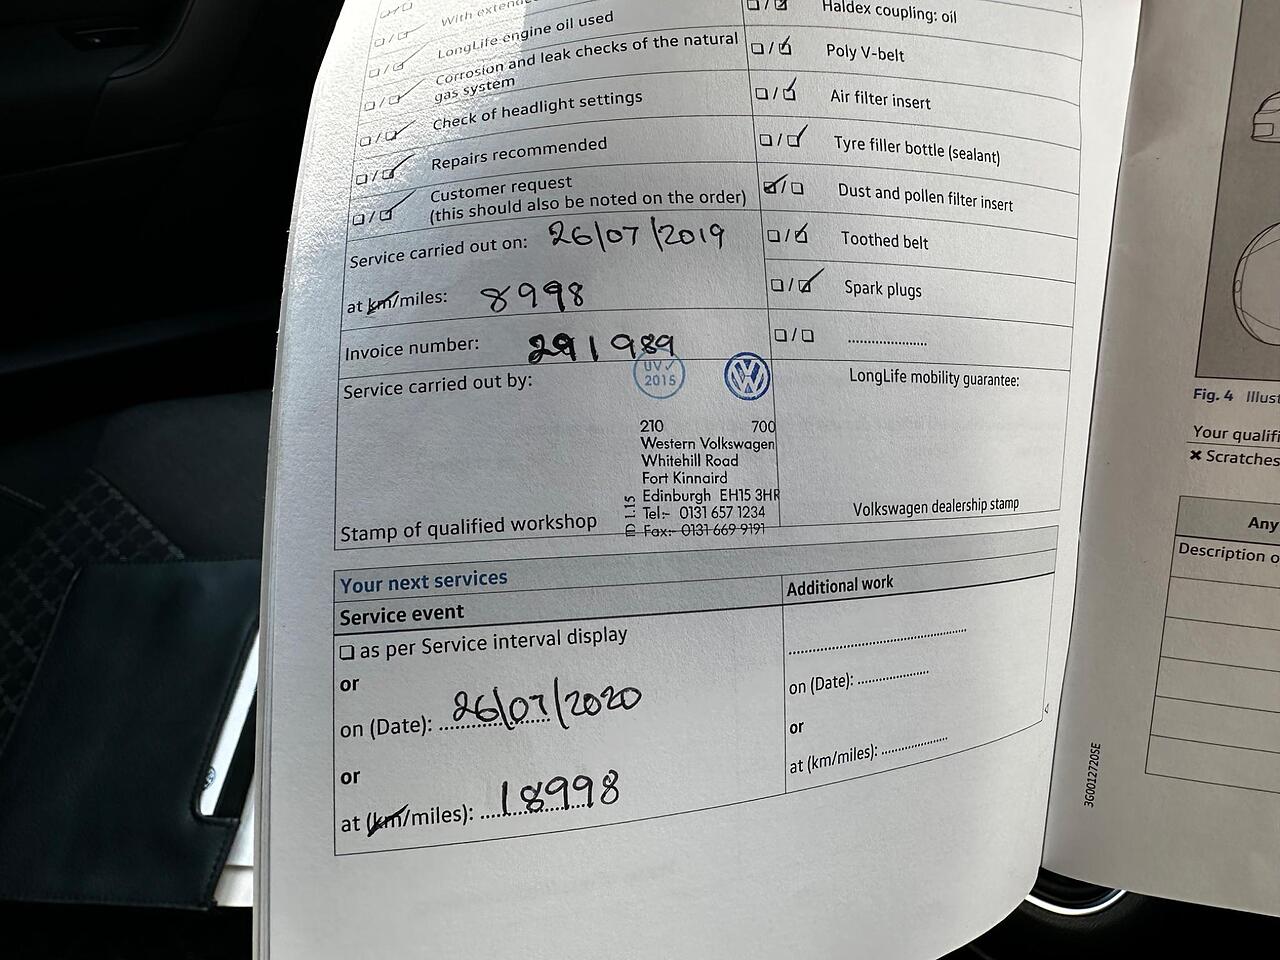 With extende
LongLife engine oil used
Corrosion and leak checks of the natural
gas system
Check of headlight settings
Repairs recommended
Customer request
(this should also be noted on the order)
Service carried out on: 26/07/2019
at km/miles: 8998
Invoice number: 291989
Service carried out by:
Stamp of qualified workshop
Haldex coupling: oil
Poly V-belt
Air filter insert
Tyre filler bottle (sealant)
Dust and pollen filter insert
Toothed belt
Spark plugs
....................
UV✓
2015
VW
210 700
Western Volkswagen
Whitehill Road
Fort Kinnaird
Edinburgh EH15 3HR
Tel:- 0131 657 1234
Fax:- 0131 669 9191
ID 1.15
LongLife mobility guarantee:
Volkswagen dealership stamp
Your next services
Service event
as per Service interval display
or
on (Date): 26/07/2020
or
at (km/miles): 18998
Additional work
on (Date): ....................
or
at (km/miles): ....................
Fig. 4 Illust
Your qualifi
✖ Scratches
Any
Description o
3G0012720SE